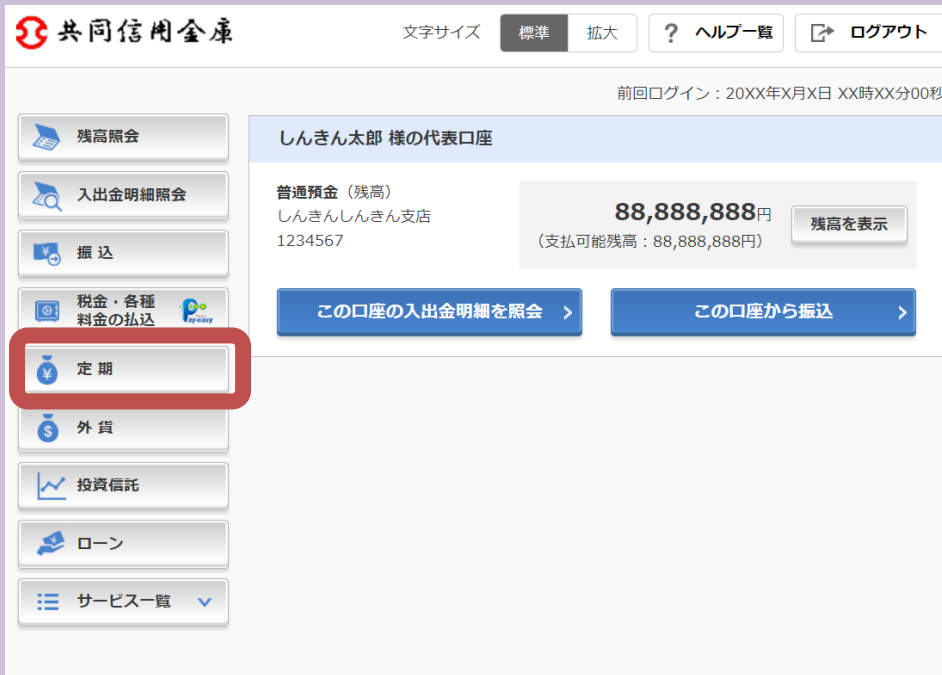 共同信用金庫
文字サイズ 標準 拡大 ? ヘルプ一覧 ログアウト
前回ログイン：20XX年X月X日 XX時XX分00秒
残高照会
入出金明細照会
振 込
税金・各種
料金の払込
Pay-easy
定 期
外 貨
投資信託
ローン
サービス一覧
しんきん太郎 様の代表口座
普通預金（残高）
しんきんしんきん支店
1234567
88,888,888円
（支払可能残高：88,888,888円）
残高を表示
この口座の入出金明細を照会
この口座から振込